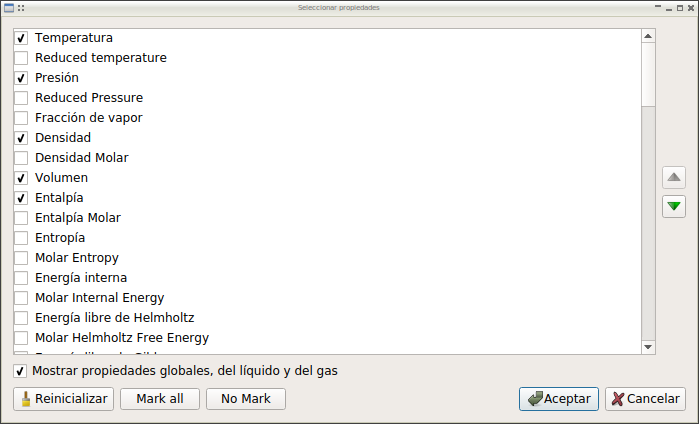 Seleccionar propiedades
Temperatura
Reduced temperature
Presión
Reduced Pressure
Fracción de vapor
Densidad
Densidad Molar
Volumen
Entalpía
Entalpía Molar
Entropía
Molar Entropy
Energía interna
Molar Internal Energy
Energía libre de Helmholtz
Molar Helmholtz Free Energy
Mostrar propiedades globales, del líquido y del gas
Reinicializar Mark all No Mark Aceptar Cancelar